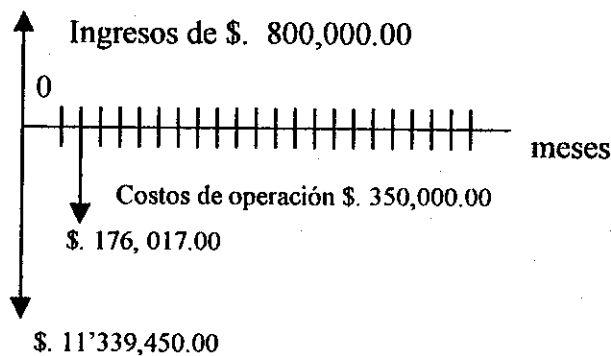 Ingresos de $. 800,000.00
0
meses
Costos de operación $. 350,000.00
$. 176, 017.00
$. 11’339,450.00